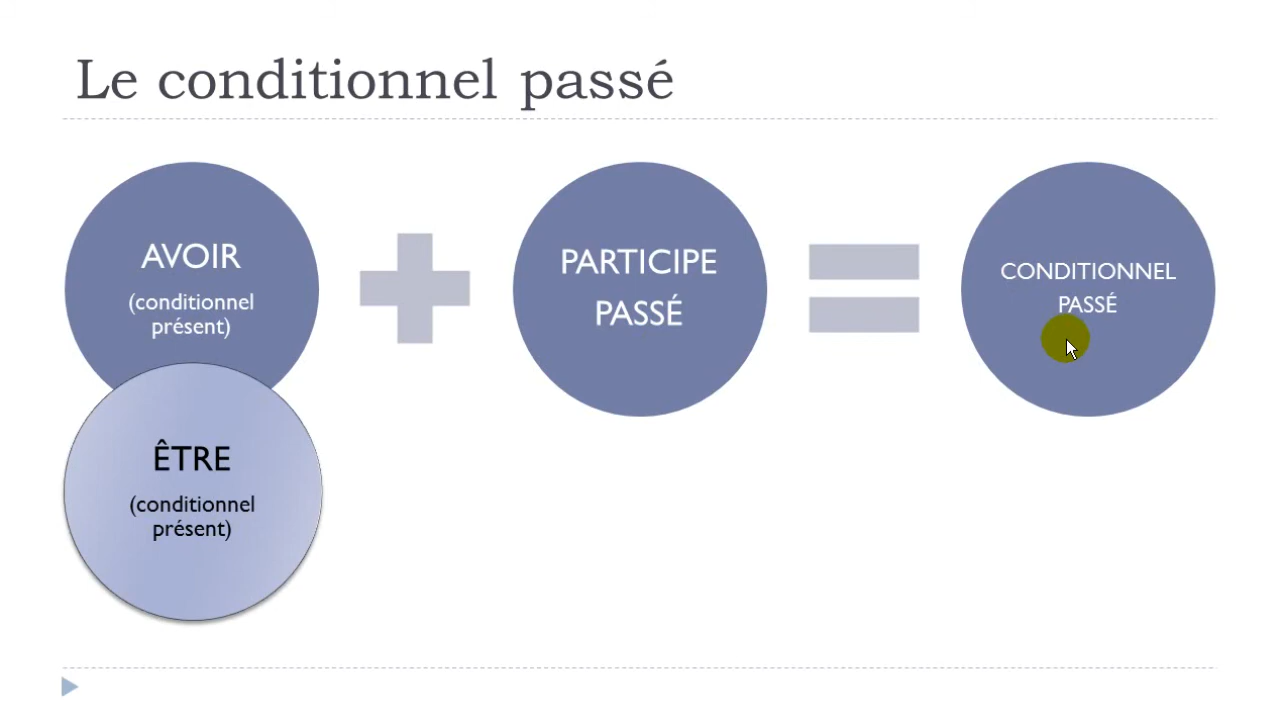 Le conditionnel passé
AVOIR
(conditionnel
présent)
PARTICIPE
PASSÉ
CONDITIONNEL
PASSÉ
ÊTRE
(conditionnel
présent)